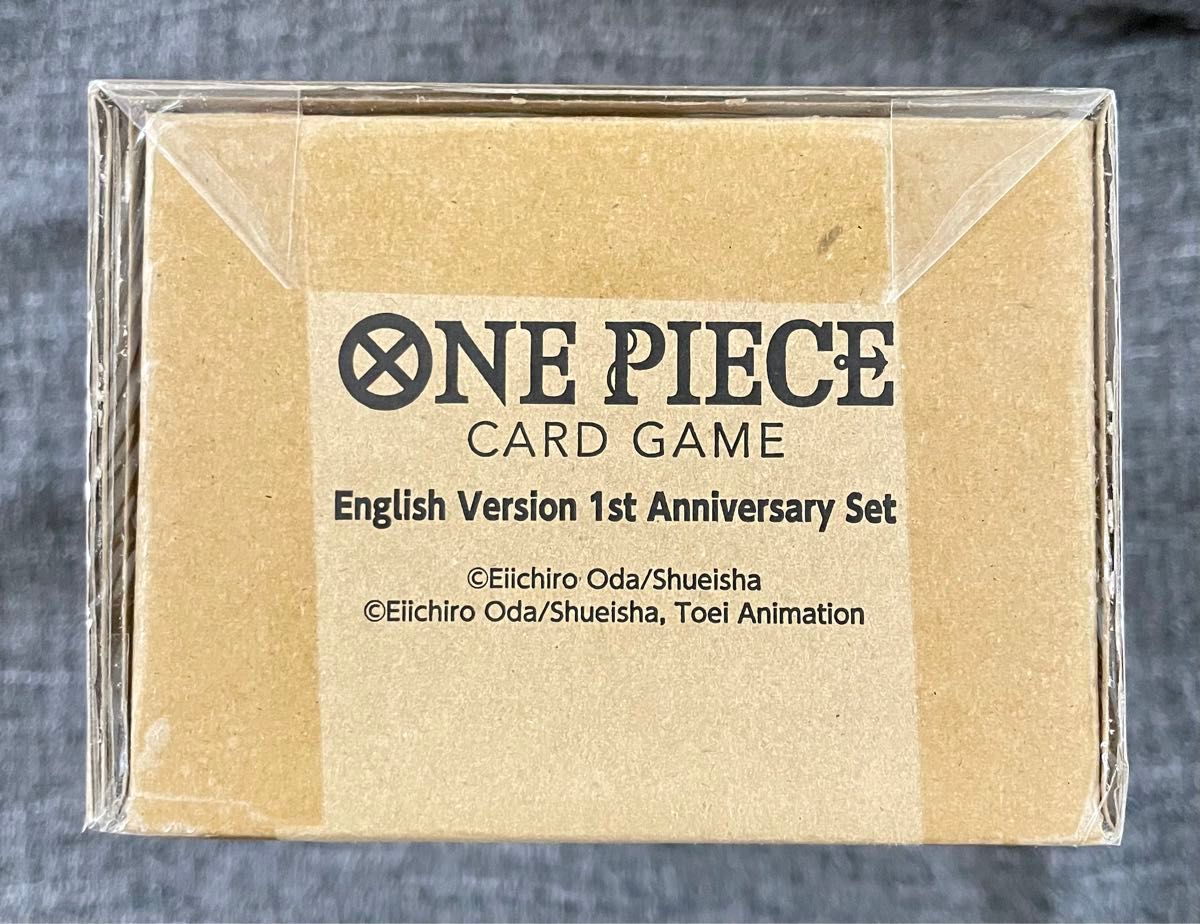 ONE PIECE
CARD GAME
English Version 1st Anniversary Set
©Eiichiro Oda/Shueisha
©Eiichiro Oda/Shueisha, Toei Animation